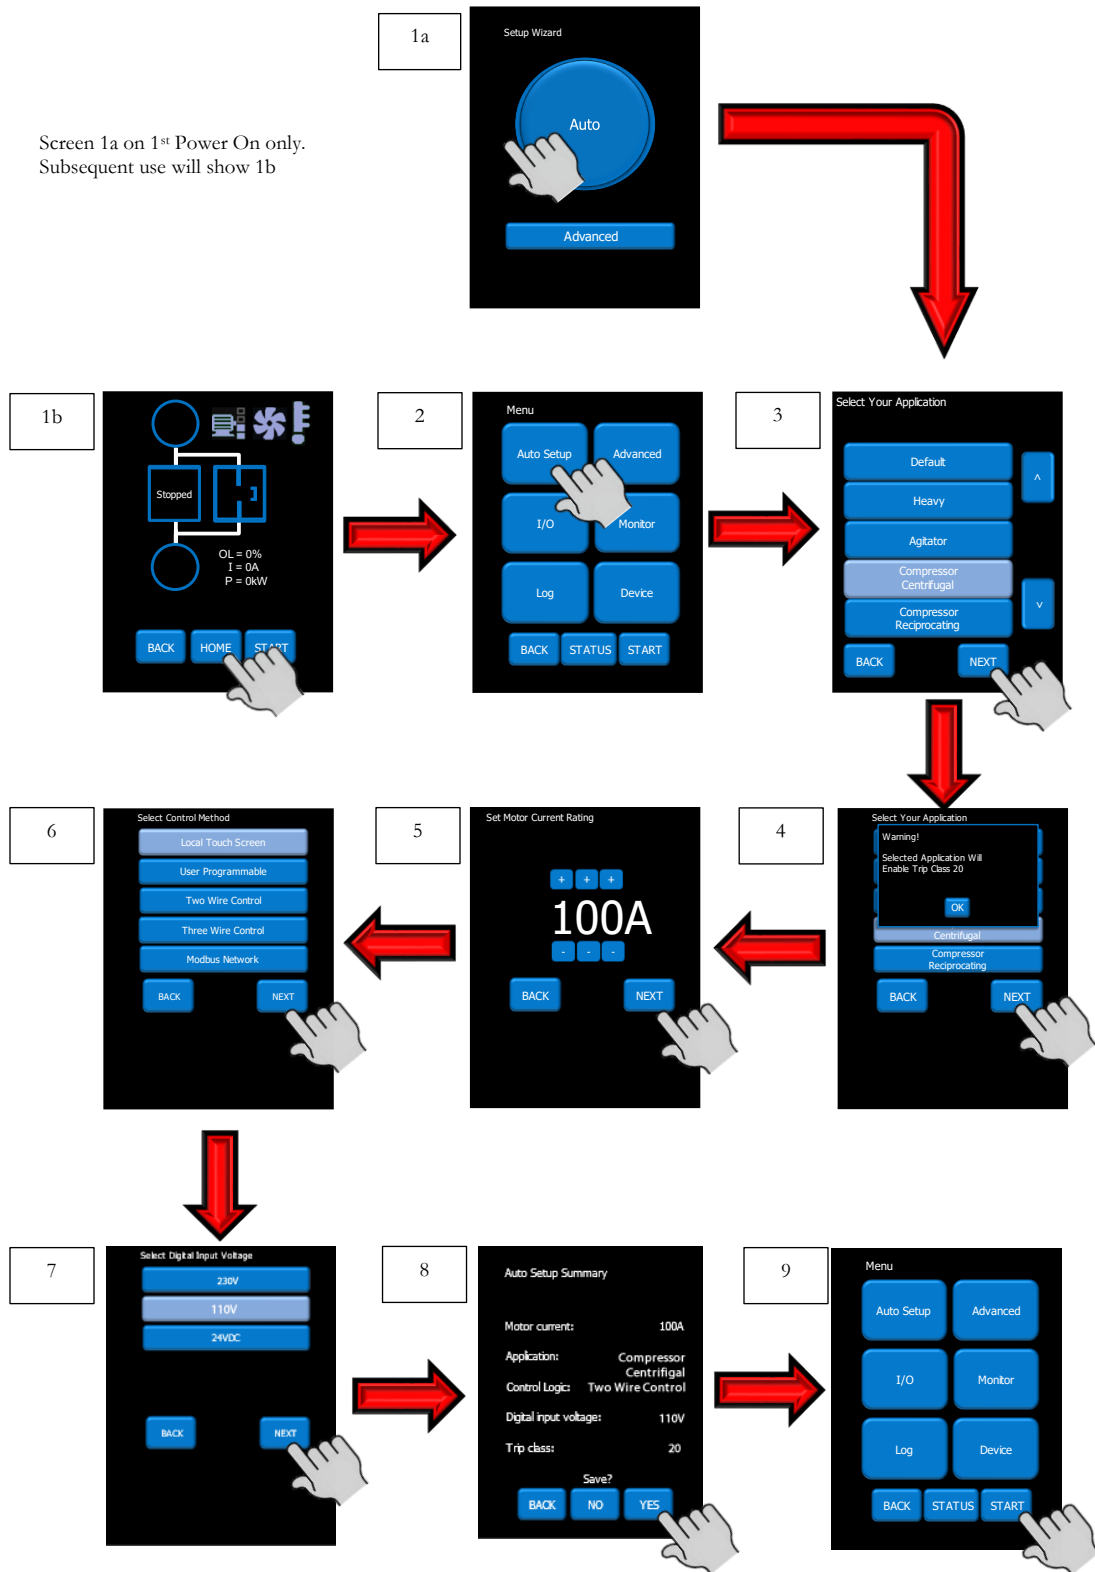 1a
Setup Wizard
Auto
Advanced
Screen 1a on 1st Power On only.
Subsequent use will show 1b
1b
Stopped
OL = 0%
I = 0A
P = 0kW
BACK
HOME
START
2
Menu
Auto Setup
Advanced
I/O
Monitor
Log
Device
BACK
STATUS
START
3
Select Your Application
Default
Heavy
Agitator
Compressor
Centrifugal
Compressor
Reciprocating
^
v
BACK
NEXT
4
Select Your Application
Warning!
Selected Application Will
Enable Trip Class 20
OK
Centrifugal
Compressor
Reciprocating
BACK
NEXT
5
Set Motor Current Rating
+ + +
100A
- - -
BACK
NEXT
6
Select Control Method
Local Touch Screen
User Programmable
Two Wire Control
Three Wire Control
Modbus Network
BACK
NEXT
7
Select Digital Input Voltage
230V
110V
24VDC
BACK
NEXT
8
Auto Setup Summary
Motor current: 100A
Application: Compressor
Centrifigal
Control Logic: Two Wire Control
Digital input voltage: 110V
Trip class: 20
Save?
BACK
NO
YES
9
Menu
Auto Setup
Advanced
I/O
Monitor
Log
Device
BACK
STATUS
START